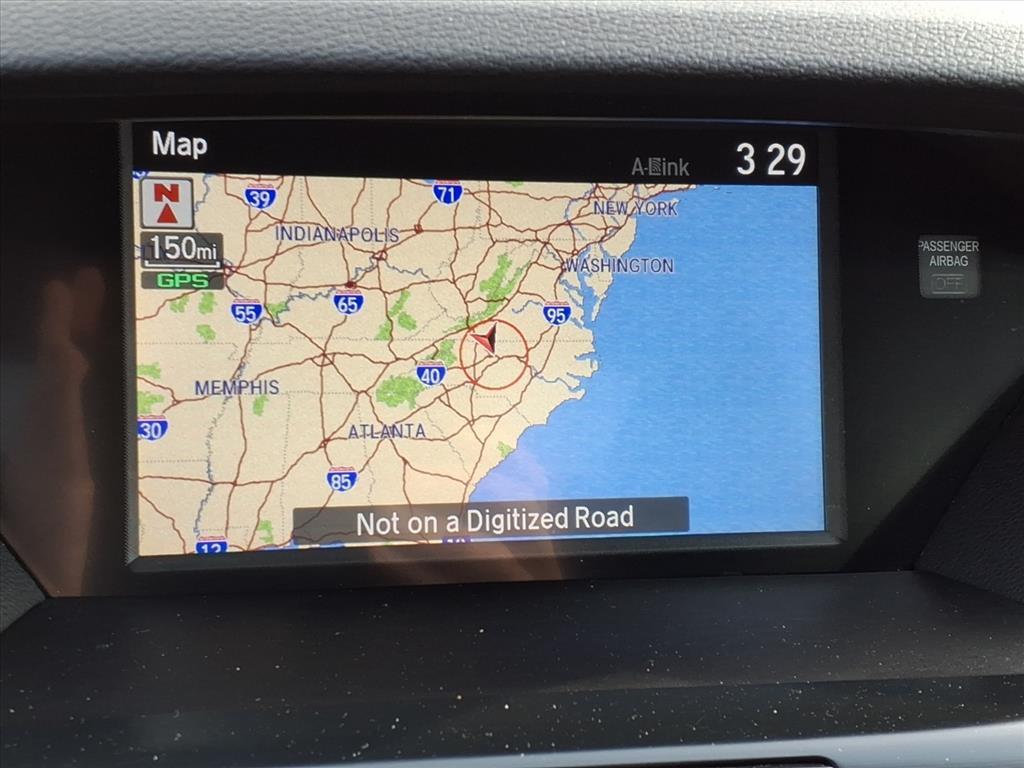 Map
A-Link
3 29
N
39
71
NEW YORK
INDIANAPOLIS
150mi
GPS
WASHINGTON
PASSENGER
AIRBAG
OFF
55
65
95
40
MEMPHIS
30
ATLANTA
85
Not on a Digitized Road
12